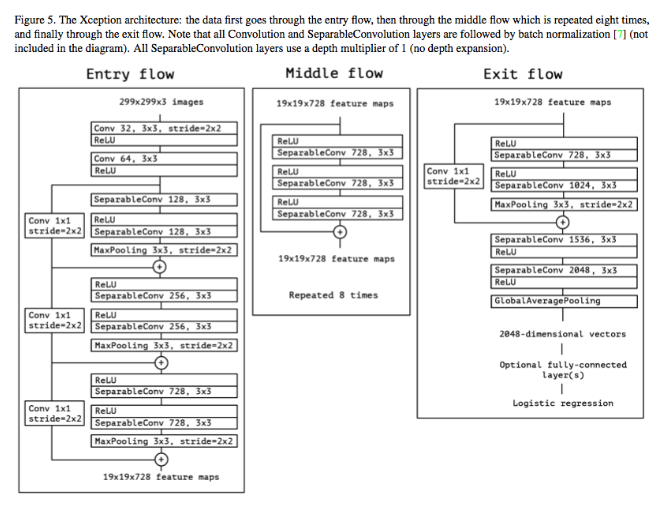 Figure 5. The Xception architecture: the data first goes through the entry flow, then through the middle flow which is repeated eight times,
and finally through the exit flow. Note that all Convolution and SeparableConvolution layers are followed by batch normalization [7] (not
included in the diagram). All SeparableConvolution layers use a depth multiplier of 1 (no depth expansion).
Entry flow
299x299x3 images
Conv 32, 3x3, stride=2x2
ReLU
Conv 64, 3x3
ReLU
SeparableConv 128, 3x3
Conv 1x1
stride=2x2
ReLU
SeparableConv 128, 3x3
MaxPooling 3x3, stride=2x2
+
ReLU
SeparableConv 256, 3x3
Conv 1x1
stride=2x2
ReLU
SeparableConv 256, 3x3
MaxPooling 3x3, stride=2x2
+
ReLU
SeparableConv 728, 3x3
Conv 1x1
stride=2x2
ReLU
SeparableConv 728, 3x3
MaxPooling 3x3, stride=2x2
+
19x19x728 feature maps
Middle flow
19x19x728 feature maps
ReLU
SeparableConv 728, 3x3
ReLU
SeparableConv 728, 3x3
ReLU
SeparableConv 728, 3x3
+
19x19x728 feature maps
Repeated 8 times
Exit flow
19x19x728 feature maps
ReLU
SeparableConv 728, 3x3
Conv 1x1
stride=2x2
ReLU
SeparableConv 1024, 3x3
MaxPooling 3x3, stride=2x2
+
SeparableConv 1536, 3x3
ReLU
SeparableConv 2048, 3x3
ReLU
GlobalAveragePooling
2048-dimensional vectors
Optional fully-connected
layer(s)
Logistic regression